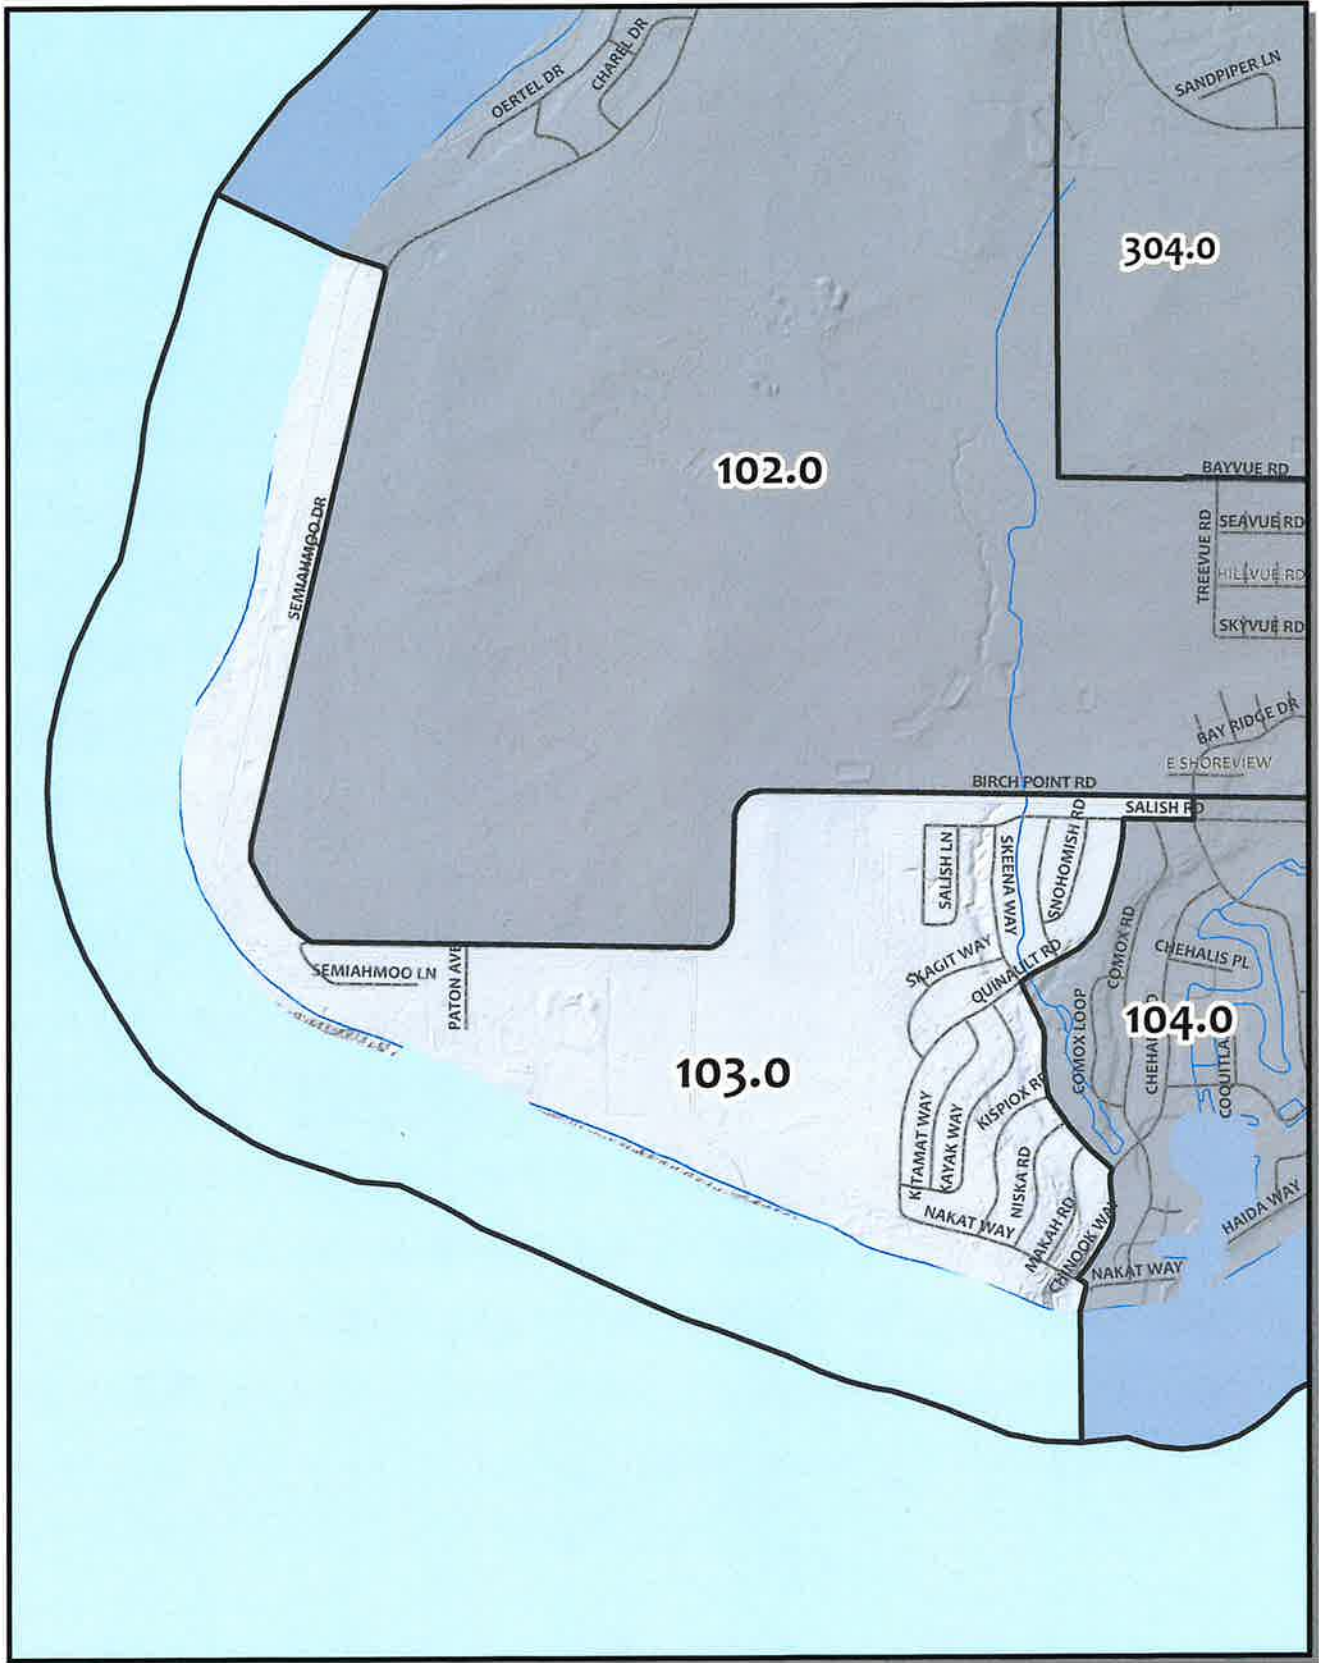 OERTEL DR
CHAREL DR
SANDPIPER LN
304.0
102.0
BAYVUE RD
SEAVUE RD
TREEVUE RD
HILLVUE RD
SKYVUE RD
SEMIAHMOO DR
BAY RIDGE DR
E SHOREVIEW
BIRCH POINT RD
SALISH RD
SALISH LN
SKEENA WAY
SNOHOMISH RD
COMOX RD
SKAGIT WAY
QUINAULT RD
CHEHALIS PL
SEMIAHMOO LN
PATON AVE
COMOX LOOP
104.0
103.0
KISPIOX RD
KITAMAT WAY
KAYAK WAY
NISKA RD
MAKAH RD
NAKAT WAY
CHINOOK WAY
HAIDA WAY
NAKAT WAY